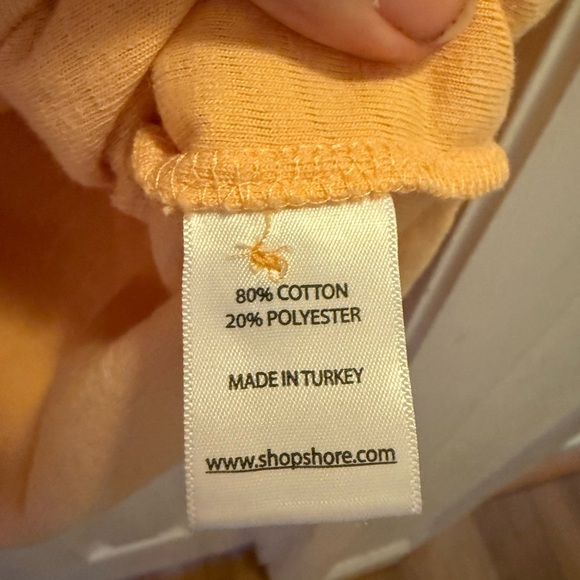 80% COTTON
20% POLYESTER
MADE IN TURKEY
www.shopshore.com